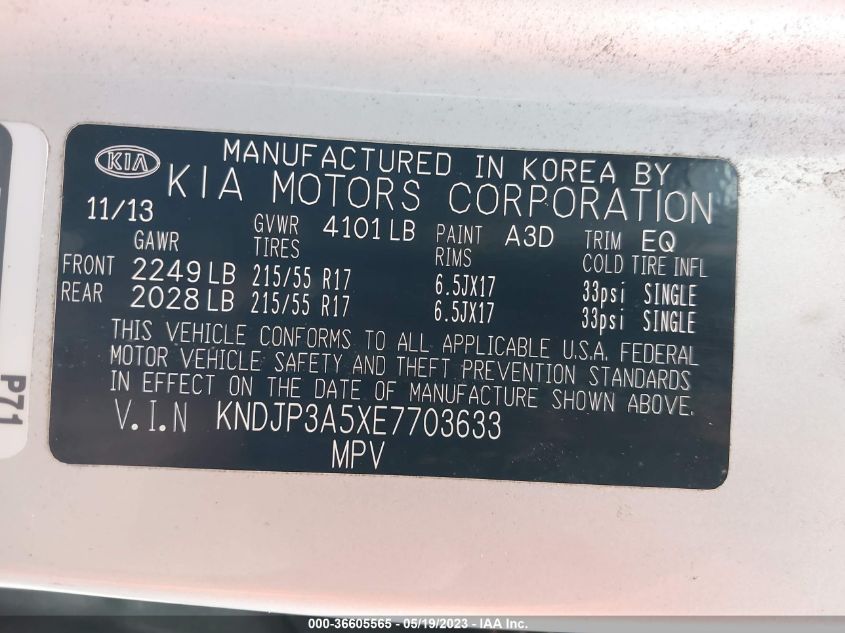 KIA MANUFACTURED IN KOREA BY
KIA MOTORS CORPORATION
11/13 GVWR 4101 LB PAINT A3D TRIM EQ
GAWR TIRES RIMS COLD TIRE INFL
FRONT 2249 LB 215/55 R17 6.5JX17 33psi SINGLE
REAR 2028 LB 215/55 R17 6.5JX17 33psi SINGLE
THIS VEHICLE CONFORMS TO ALL APPLICABLE U.S.A. FEDERAL
MOTOR VEHICLE SAFETY AND THEFT PREVENTION STANDARDS
IN EFFECT ON THE DATE OF MANUFACTURE SHOWN ABOVE.
V.I.N KNDJP3A5XE7703633
MPV
P71
000-36605565 - 05/19/2023 - IAA Inc.